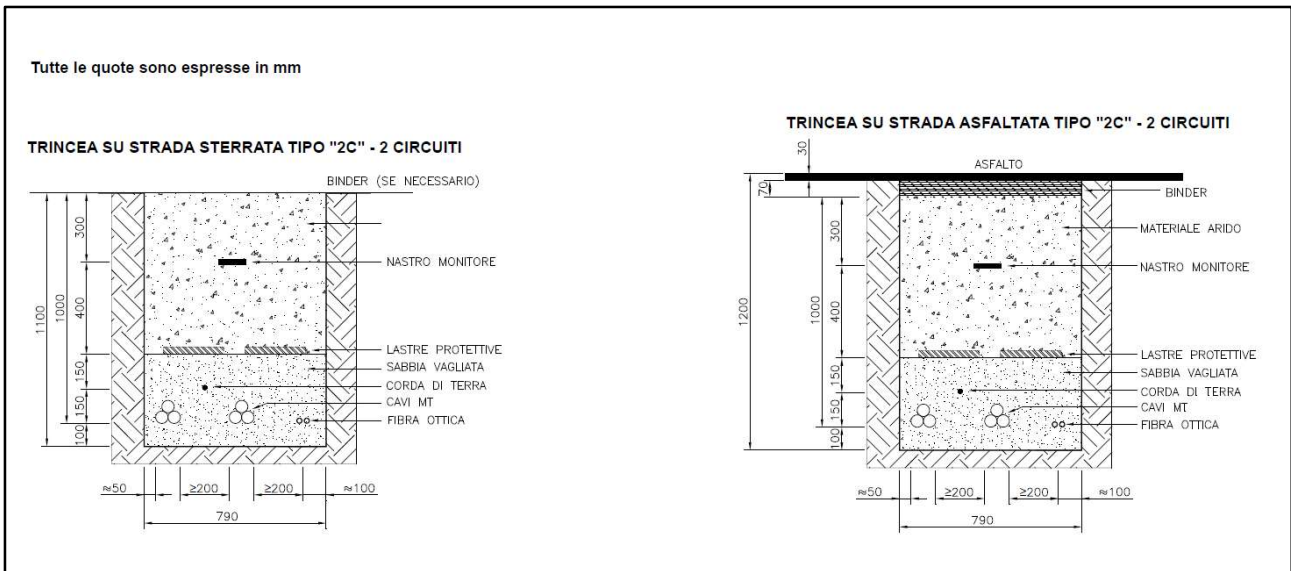 Tutte le quote sono espresse in mm
TRINCEA SU STRADA STERRATA TIPO "2C" - 2 CIRCUITI
BINDER (SE NECESSARIO)
300
400
150
150
100
1000
1100
NASTRO MONITORE
LASTRE PROTETTIVE
SABBIA VAGLIATA
CORDA DI TERRA
CAVI MT
FIBRA OTTICA
≈50
≥200
≥200
≈100
790
TRINCEA SU STRADA ASFALTATA TIPO "2C" - 2 CIRCUITI
30
70
ASFALTO
BINDER
300
400
150
150
100
1000
1200
MATERIALE ARIDO
NASTRO MONITORE
LASTRE PROTETTIVE
SABBIA VAGLIATA
CORDA DI TERRA
CAVI MT
FIBRA OTTICA
≈50
≥200
≥200
≈100
790